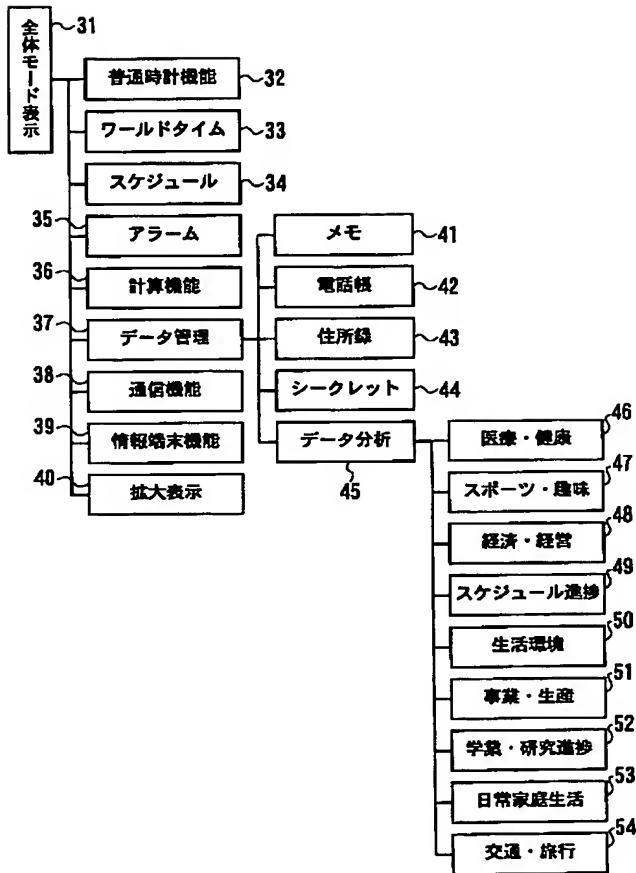 全体モード表示 31
普通時計機能 32
ワールドタイム 33
スケジュール 34
35 アラーム
36 計算機能
37 データ管理
38 通信機能
39 情報端末機能
40 拡大表示
メモ 41
電話帳 42
住所録 43
シークレット 44
データ分析
45
46
医療・健康
47
スポーツ・趣味
48
経済・経営
49
スケジュール進捗
50
生活環境
51
事業・生産
52
学業・研究進捗
53
日常家庭生活
54
交通・旅行